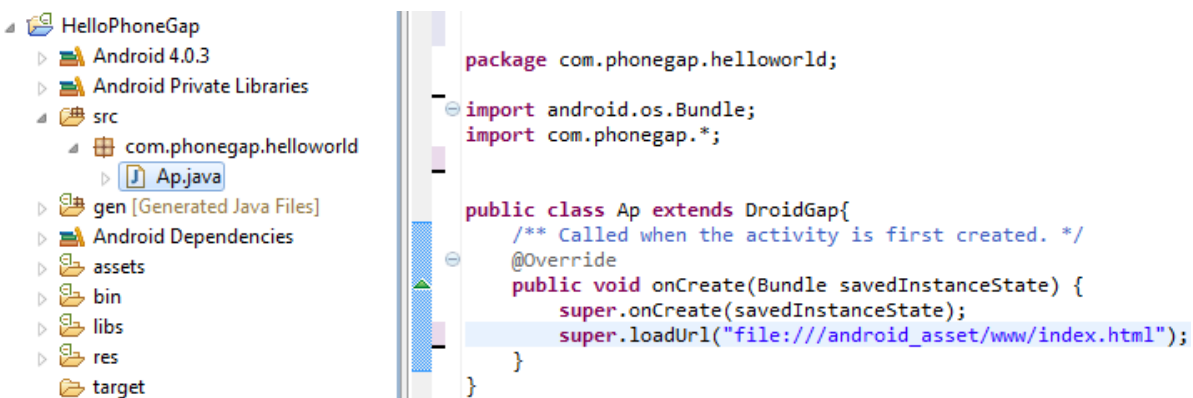 HelloPhoneGap
Android 4.0.3
Android Private Libraries
src
com.phonegap.helloworld
Ap.java
gen [Generated Java Files]
Android Dependencies
assets
bin
libs
res
target
package com.phonegap.helloworld;
import android.os.Bundle;
import com.phonegap.*;
public class Ap extends DroidGap{
/** Called when the activity is first created. */
@Override
public void onCreate(Bundle savedInstanceState) {
super.onCreate(savedInstanceState);
super.loadUrl("file:///android_asset/www/index.html");
}
}